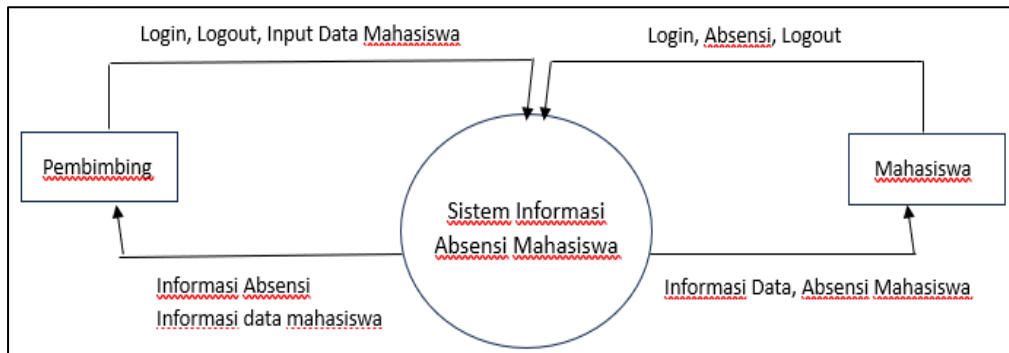 Login, Logout, Input Data Mahasiswa
Login, Absensi, Logout
Pembimbing
Mahasiswa
Sistem Informasi
Absensi Mahasiswa
Informasi Absensi
Informasi data mahasiswa
Informasi Data, Absensi Mahasiswa